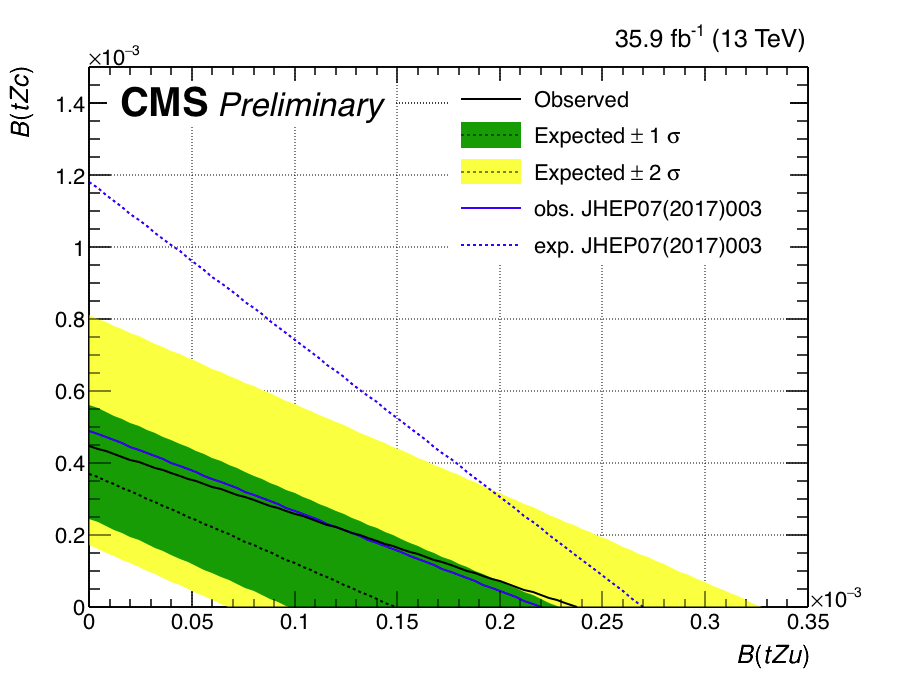 35.9 fb⁻¹ (13 TeV)
×10⁻³
B(tZc)
CMS Preliminary
Observed
Expected ± 1 σ
Expected ± 2 σ
obs. JHEP07(2017)003
exp. JHEP07(2017)003
1.4
1.2
1
0.8
0.6
0.4
0.2
0
0 0.05 0.1 0.15 0.2 0.25 0.3 0.35
×10⁻³
B(tZu)